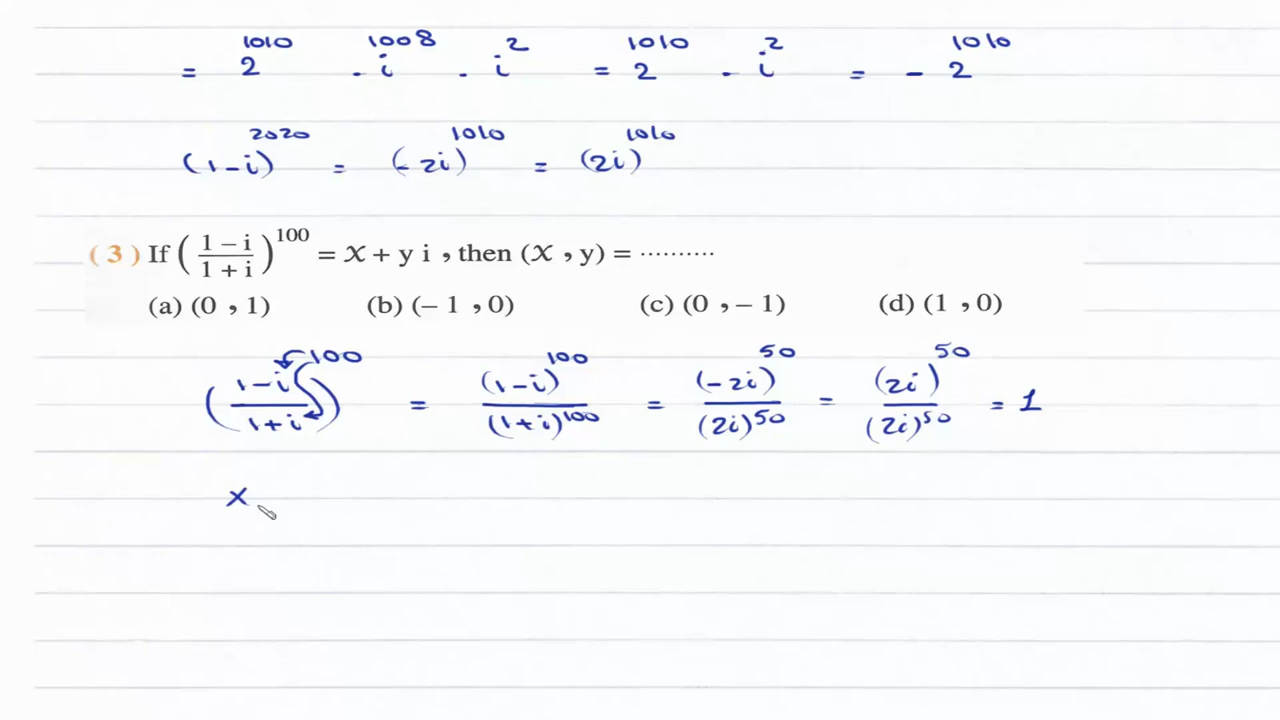 = 2^1010 . i^1008 . i^2 = 2^1010 . i^2 = - 2^1010
(1-i)^2020 = (-2i)^1010 = (2i)^1010
( 3 ) If ( (1 – i)/(1 + i) )^100 = X + y i , then (X , y) = ··········
(a) (0 , 1) (b) (– 1 , 0) (c) (0 , – 1) (d) (1 , 0)
( (1-i)/(1+i) )^100 = (1-i)^100/(1+i)^100 = (-2i)^50/(2i)^50 = (2i)^50/(2i)^50 = 1
x